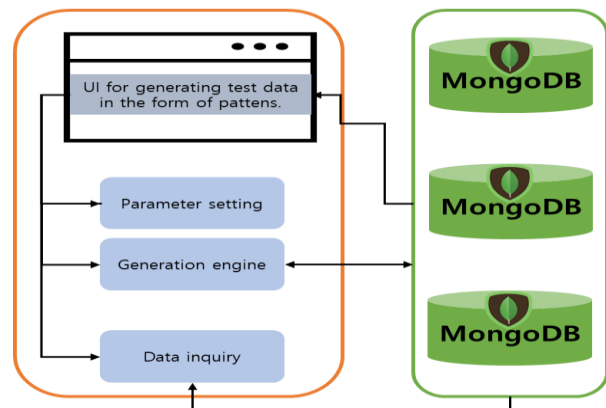 UI for generating test data
in the form of pattens.
Parameter setting
Generation engine
Data inquiry
MongoDB
MongoDB
MongoDB